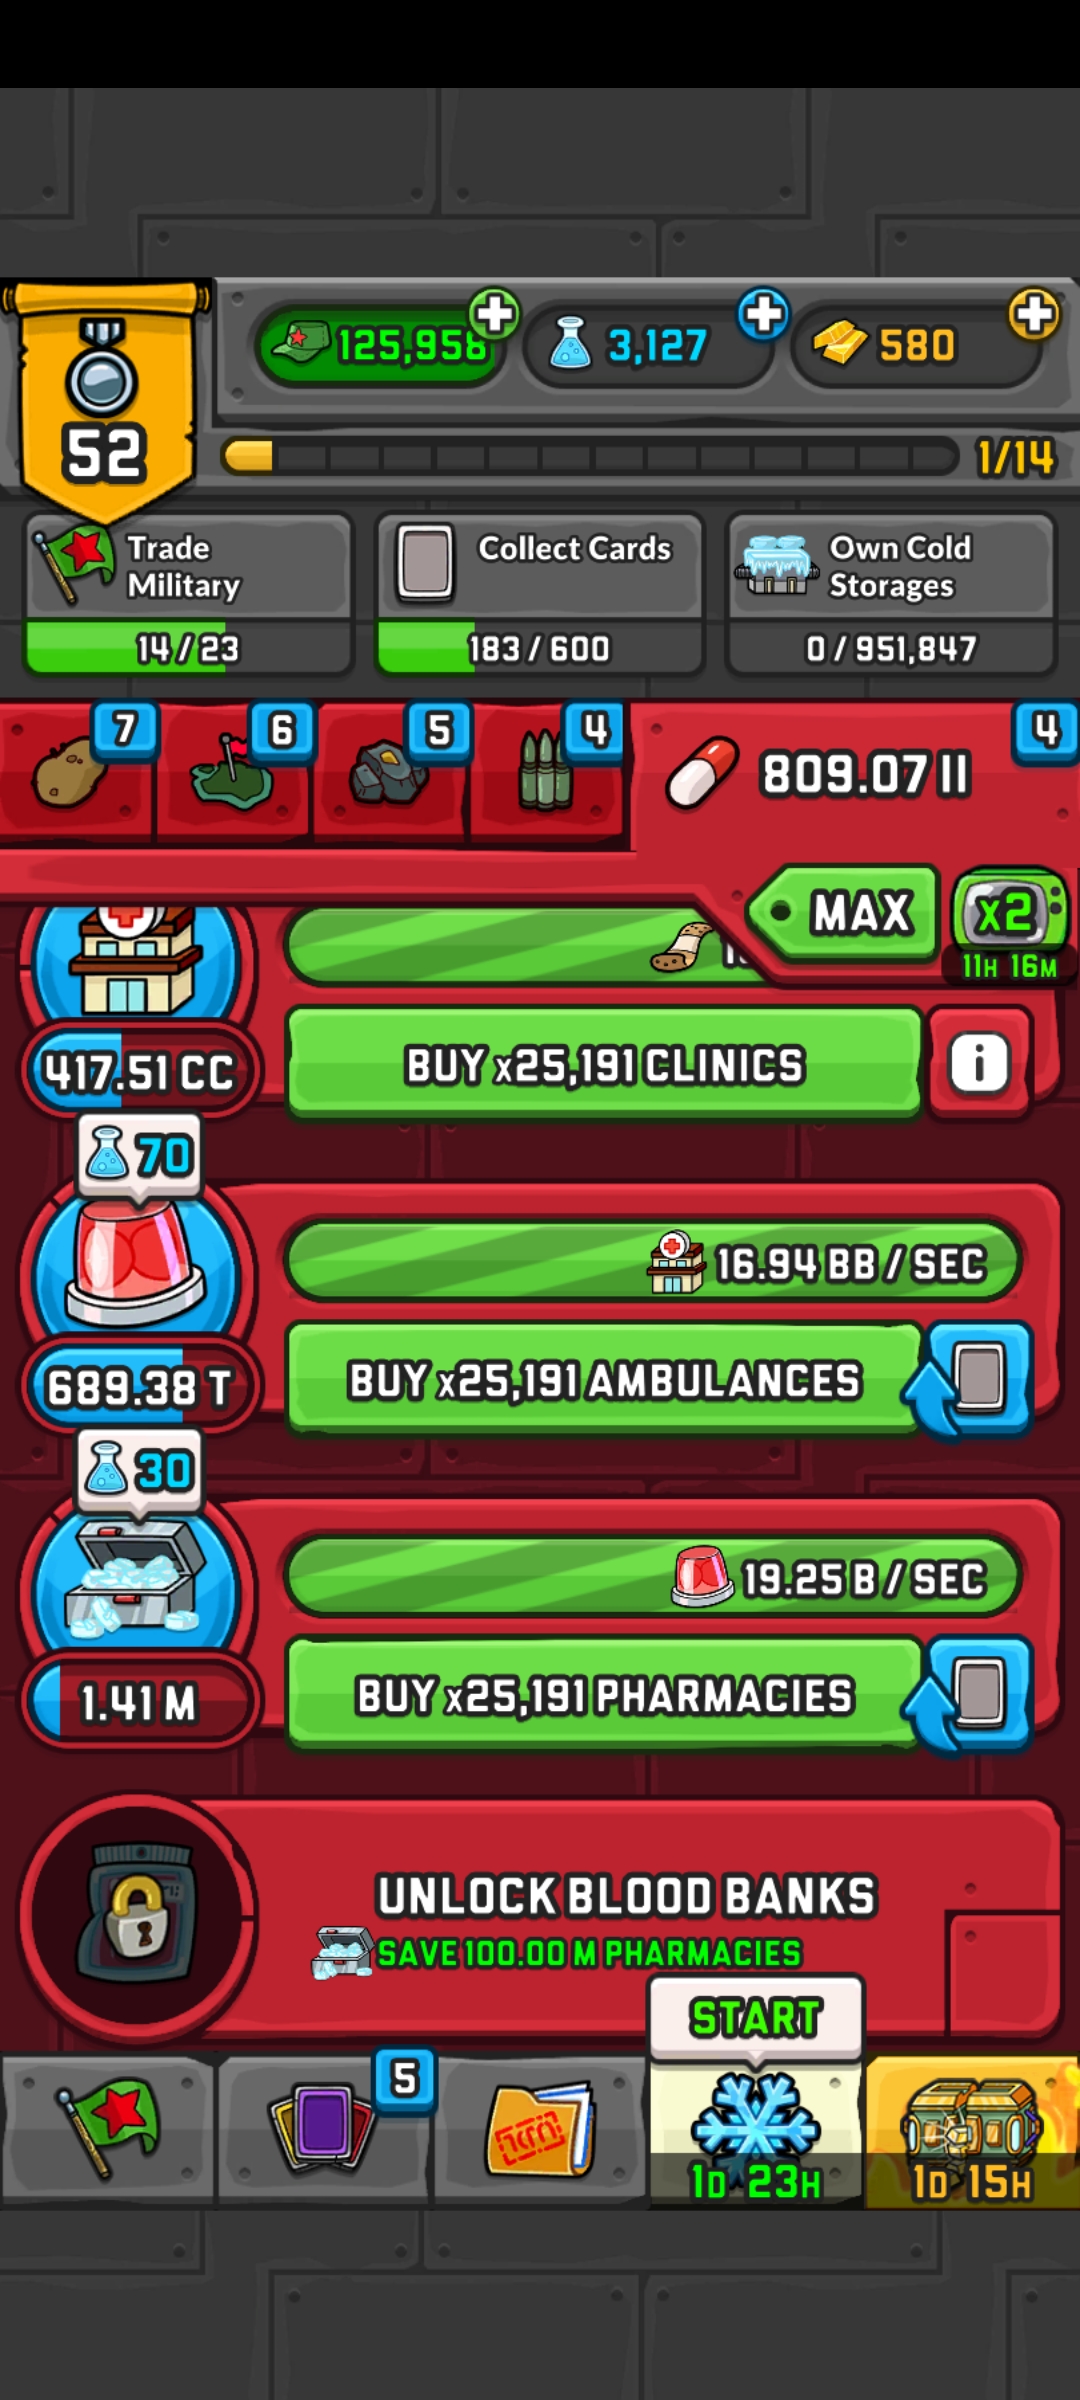 125,958
3,127
580
52
1/14
Trade
Military
Collect Cards
Own Cold
Storages
14 / 23
183 / 600
0 / 951,847
7
6
5
4
809.07 II
4
MAX
x2
11H 16M
417.51 CC
BUY x25,191 CLINICS
i
70
16.94 BB / SEC
689.38 T
BUY x25,191 AMBULANCES
30
19.25 B / SEC
1.41 M
BUY x25,191 PHARMACIES
UNLOCK BLOOD BANKS
SAVE 100.00 M PHARMACIES
START
5
1D 23H
1D 15H